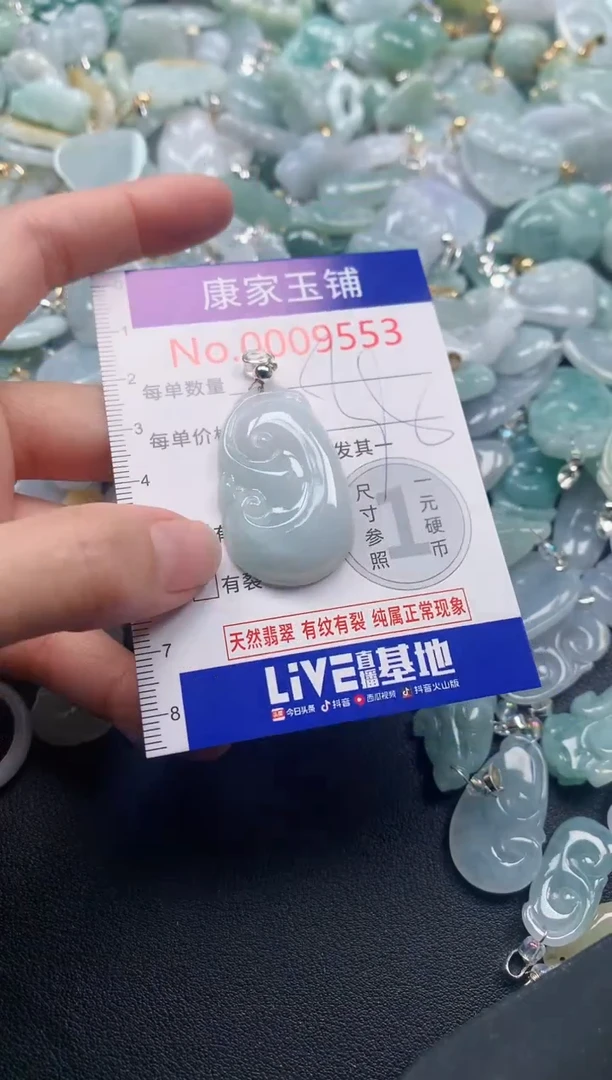 康家玉铺
No.0009553
1
2
每单数量
3
每单价
发其一
4
尺寸参照
1
一元硬币
有
有裂
天然翡翠 有纹有裂 纯属正常现象
7
LiVE直播基地
8
头条 今日头条 抖音 西瓜视频 抖音火山版